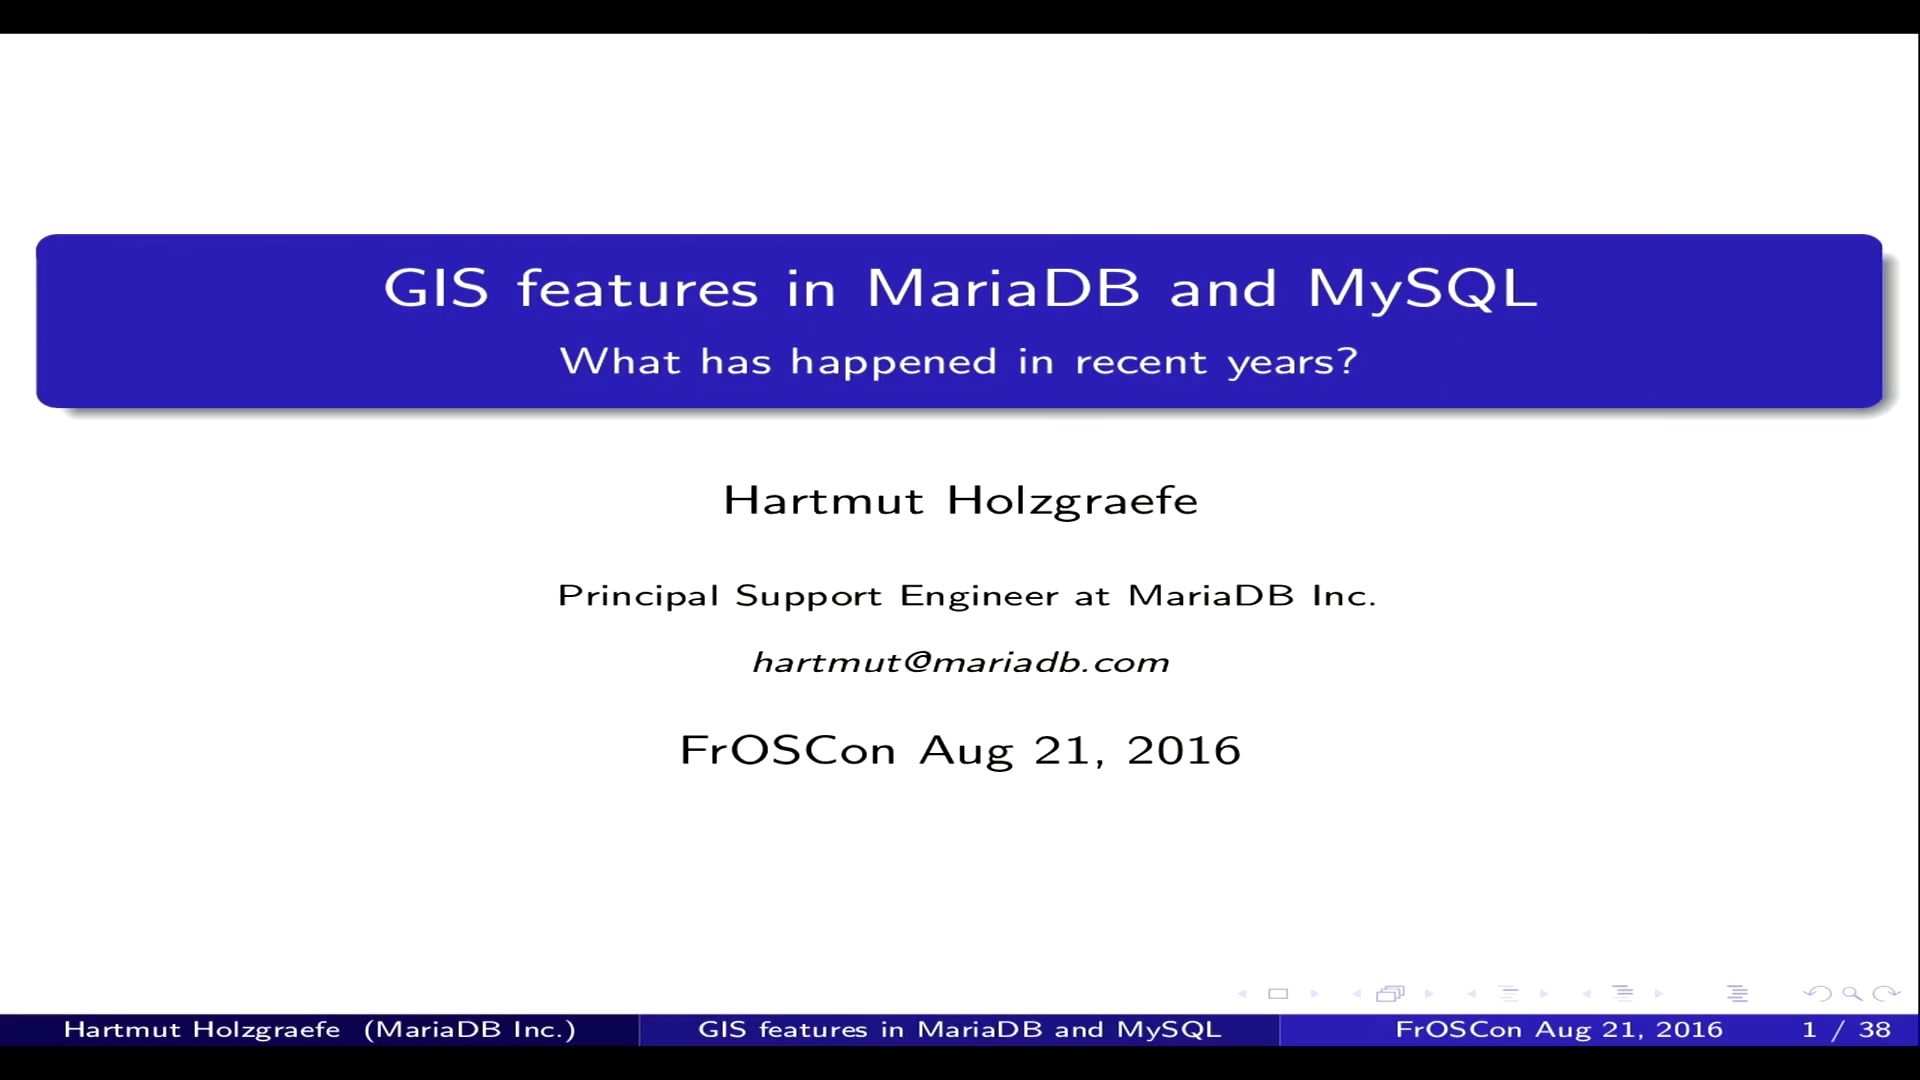 GIS features in MariaDB and MySQL
What has happened in recent years?
Hartmut Holzgraefe
Principal Support Engineer at MariaDB Inc.
hartmut@mariadb.com
FrOSCon Aug 21, 2016
Hartmut Holzgraefe (MariaDB Inc.) GIS features in MariaDB and MySQL FrOSCon Aug 21, 2016 1 / 38